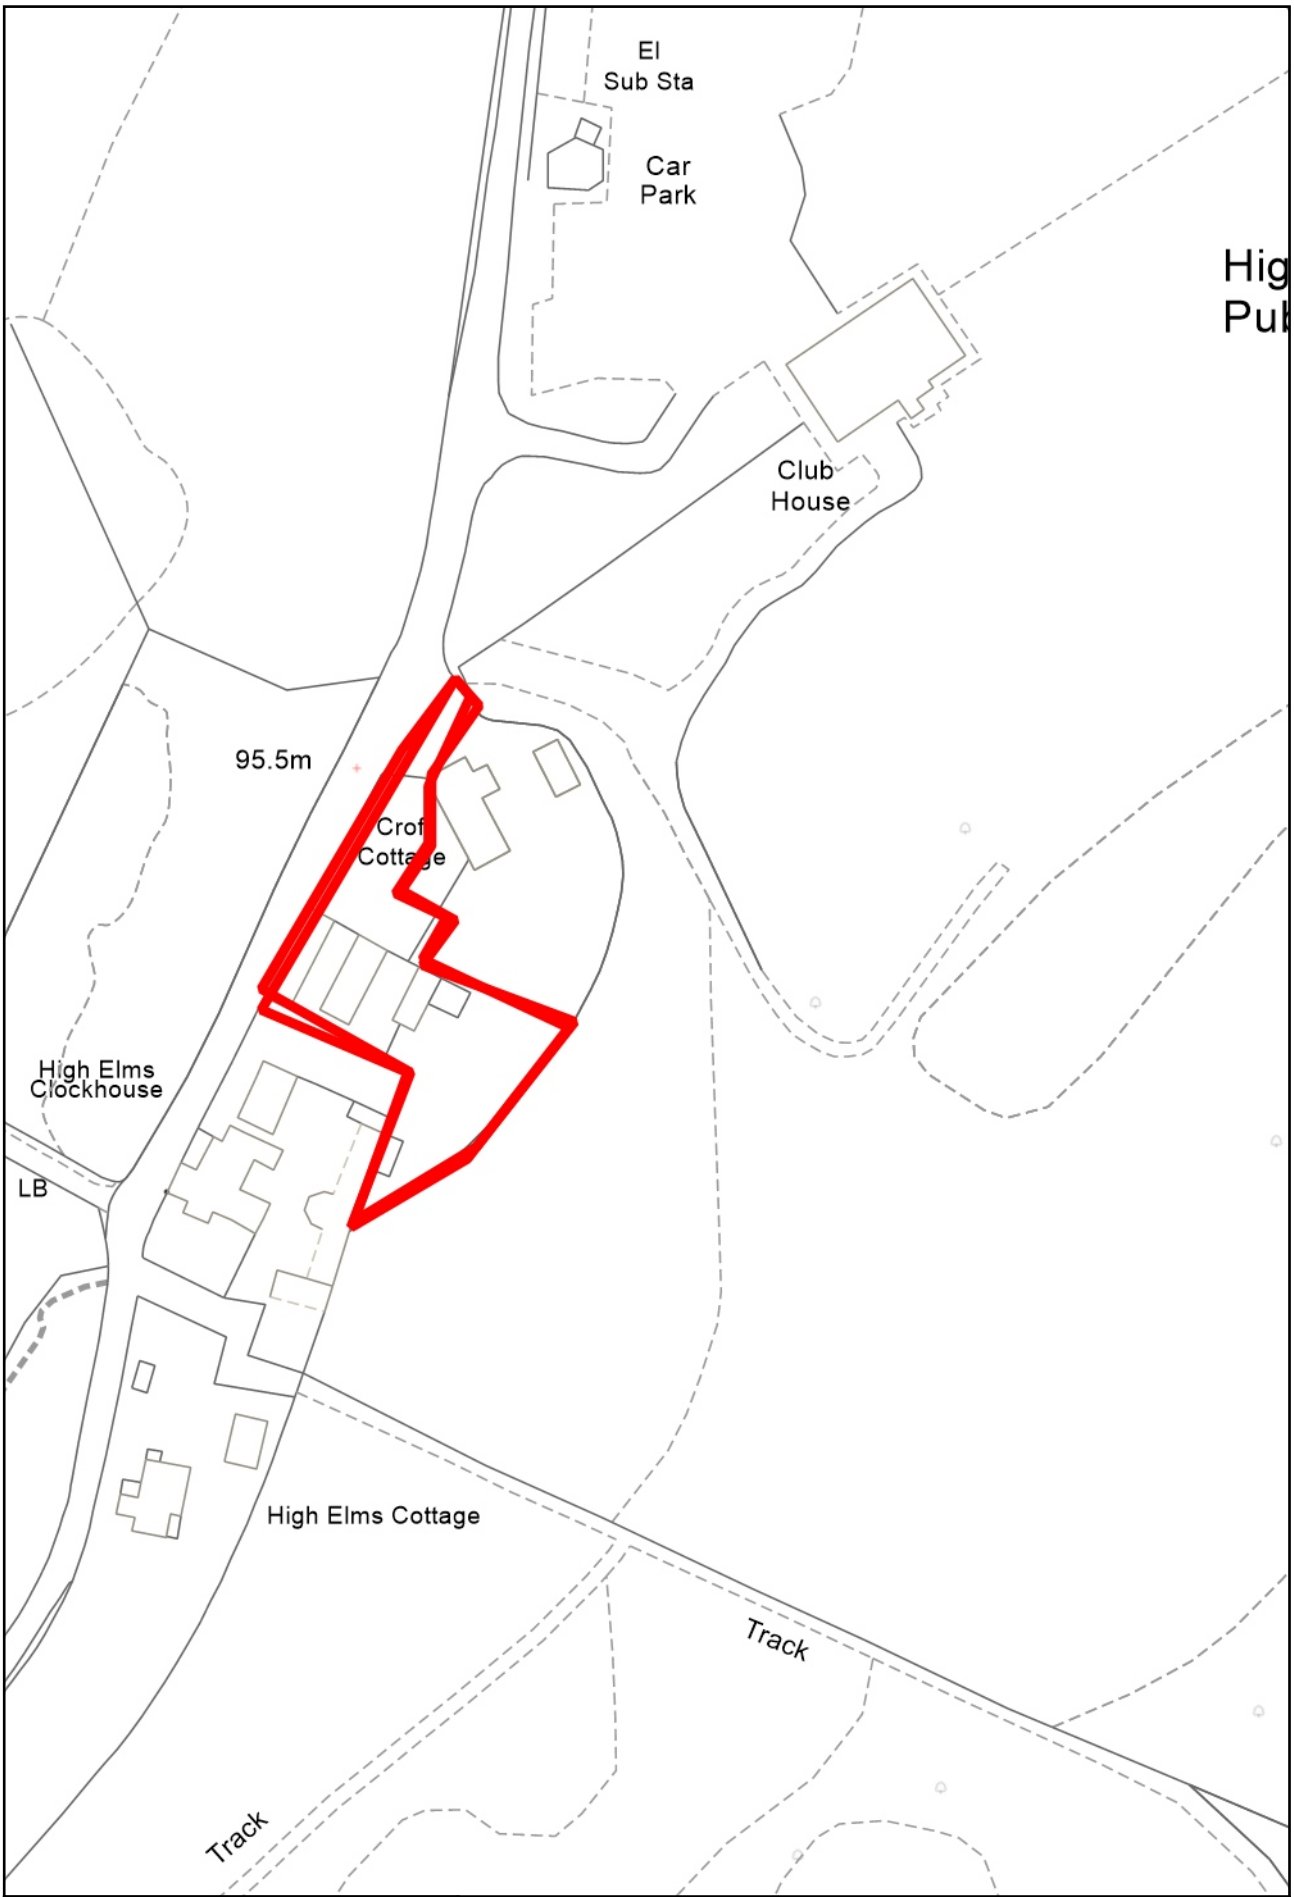 El
Sub Sta
Car
Park
Hig
Pub
Club
House
95.5m
Crof
Cottage
High Elms
Clockhouse
LB
High Elms Cottage
Track
Track